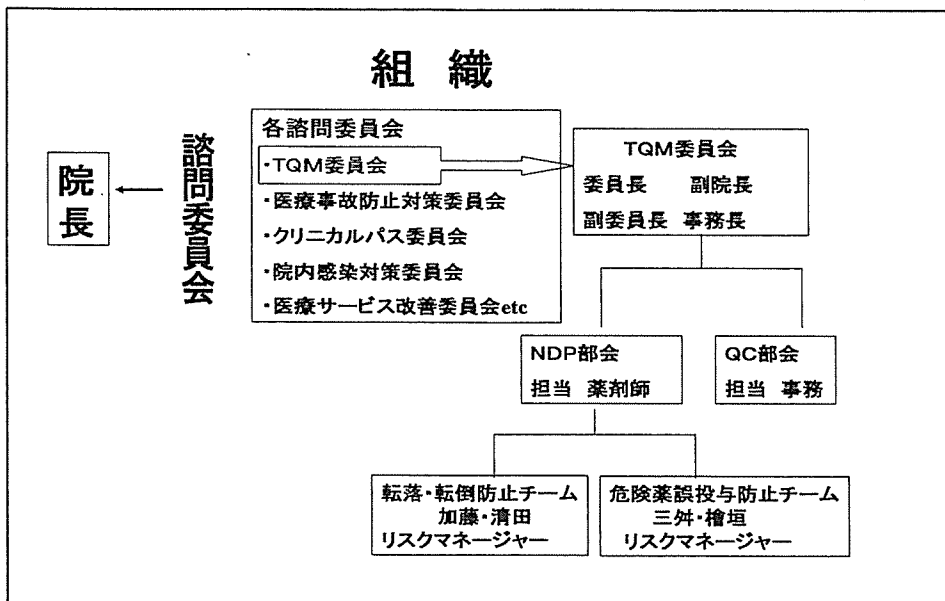 組織
院長
諮問委員会
各諮問委員会
・TQM委員会
・医療事故防止対策委員会
・クリニカルパス委員会
・院内感染対策委員会
・医療サービス改善委員会etc
TQM委員会
委員長 副院長
副委員長 事務長
NDP部会
担当 薬剤師
QC部会
担当 事務
転落・転倒防止チーム
加藤・清田
リスクマネージャー
危険薬誤投与防止チーム
三舛・檜垣
リスクマネージャー